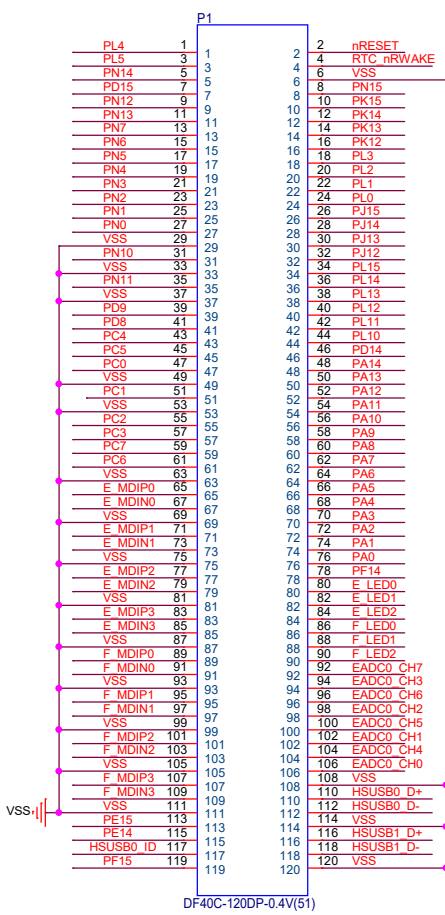 P1
PL4 1 1 2 2 nRESET
PL5 3 3 4 4 RTC_nRWAKE
PN14 5 5 6 6 VSS
PD15 7 7 8 8 PN15
PN12 9 9 10 10 PK15
PN13 11 11 12 12 PK14
PN7 13 13 14 14 PK13
PN6 15 15 16 16 PK12
PN5 17 17 18 18 PL3
PN4 19 19 20 20 PL2
PN3 21 21 22 22 PL1
PN2 23 23 24 24 PL0
PN1 25 25 26 26 PJ15
PN0 27 27 28 28 PJ14
VSS 29 29 30 30 PJ13
PN10 31 31 32 32 PJ12
VSS 33 33 34 34 PL15
PN11 35 35 36 36 PL14
VSS 37 37 38 38 PL13
PD9 39 39 40 40 PL12
PD8 41 41 42 42 PL11
PC4 43 43 44 44 PL10
PC5 45 45 46 46 PD14
PC0 47 47 48 48 PA14
VSS 49 49 50 50 PA13
PC1 51 51 52 52 PA12
VSS 53 53 54 54 PA11
PC2 55 55 56 56 PA10
PC3 57 57 58 58 PA9
PC7 59 59 60 60 PA8
PC6 61 61 62 62 PA7
VSS 63 63 64 64 PA6
E_MDIP0 65 65 66 66 PA5
E_MDIN0 67 67 68 68 PA4
VSS 69 69 70 70 PA3
E_MDIP1 71 71 72 72 PA2
E_MDIN1 73 73 74 74 PA1
VSS 75 75 76 76 PA0
E_MDIP2 77 77 78 78 PF14
E_MDIN2 79 79 80 80 E_LED0
VSS 81 81 82 82 E_LED1
E_MDIP3 83 83 84 84 E_LED2
E_MDIN3 85 85 86 86 F_LED0
VSS 87 87 88 88 F_LED1
F_MDIP0 89 89 90 90 F_LED2
F_MDIN0 91 91 92 92 EADC0_CH7
VSS 93 93 94 94 EADC0_CH3
F_MDIP1 95 95 96 96 EADC0_CH6
F_MDIN1 97 97 98 98 EADC0_CH2
VSS 99 99 100 100 EADC0_CH5
F_MDIP2 101 101 102 102 EADC0_CH1
F_MDIN2 103 103 104 104 EADC0_CH4
VSS 105 105 106 106 EADC0_CH0
F_MDIP3 107 107 108 108 VSS
F_MDIN3 109 109 110 110 HSUSB0_D+
VSS VSS 111 111 112 112 HSUSB0_D-
PE15 113 113 114 114 VSS
PE14 115 115 116 116 HSUSB1_D+
HSUSB0_ID 117 117 118 118 HSUSB1_D-
PF15 119 119 120 120 VSS
DF40C-120DP-0.4V(51)